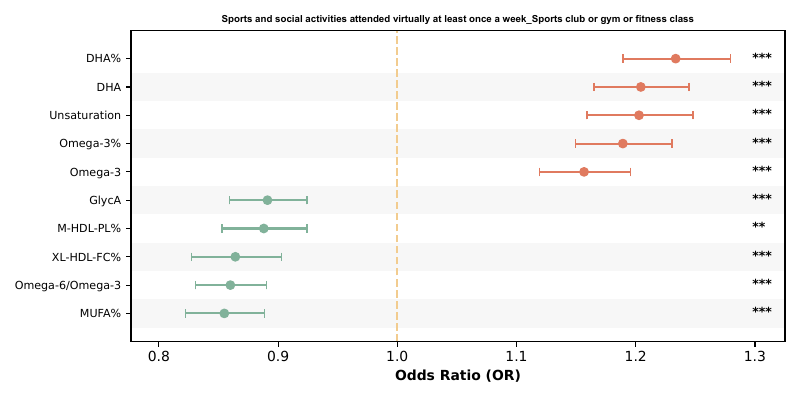 Sports and social activities attended virtually at least once a week_Sports club or gym or fitness class
DHA% ***
DHA ***
Unsaturation ***
Omega-3% ***
Omega-3 ***
GlycA ***
M-HDL-PL% **
XL-HDL-FC% ***
Omega-6/Omega-3 ***
MUFA% ***
0.8 0.9 1.0 1.1 1.2 1.3
Odds Ratio (OR)